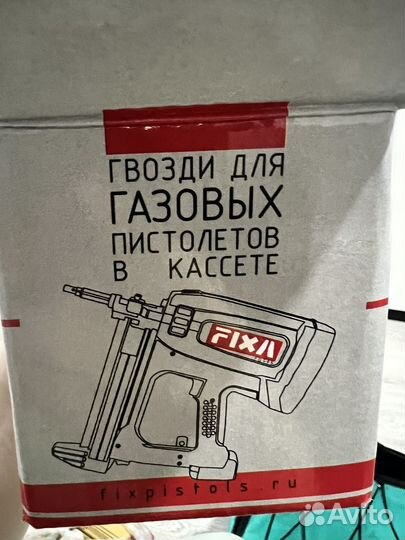 ГВОЗДИ ДЛЯ
ГАЗОВЫХ
ПИСТОЛЕТОВ
В КАССЕТЕ
FIXA
fixpistols.ru
Avito